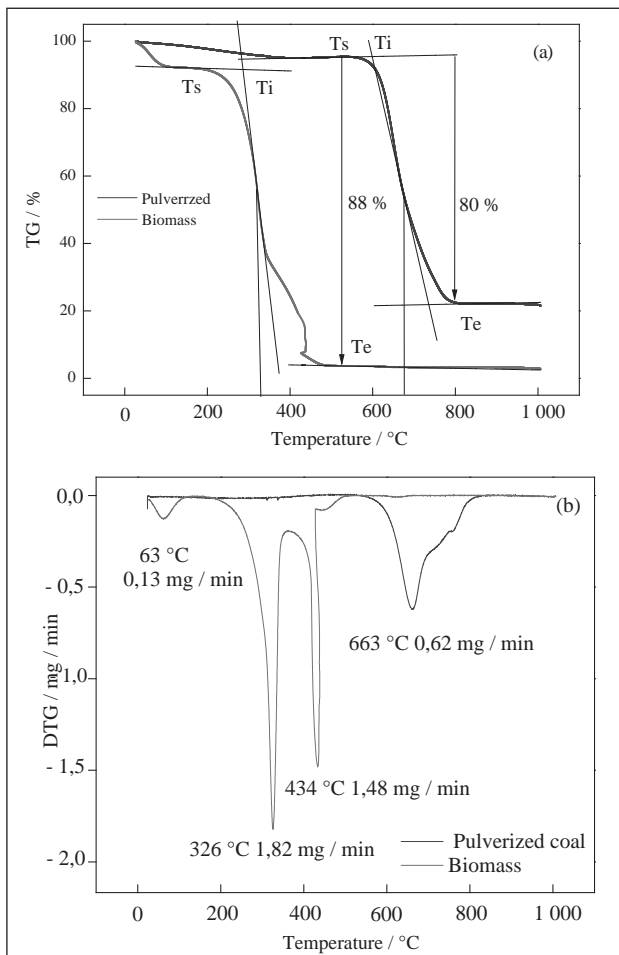 (a)
100
80
60
40
20
0
TG / %
Ts
Ti
Ts
Ti
Pulverrzed
Biomass
88 %
80 %
Te
Te
0
200
400
600
800
1 000
Temperature / °C
(b)
0,0
- 0,5
- 1,0
- 1,5
- 2,0
DTG / mg / min
63 °C
0,13 mg / min
663 °C 0,62 mg / min
434 °C 1,48 mg / min
326 °C 1,82 mg / min
Pulverized coal
Biomass
0
200
400
600
800
1 000
Temperature / °C